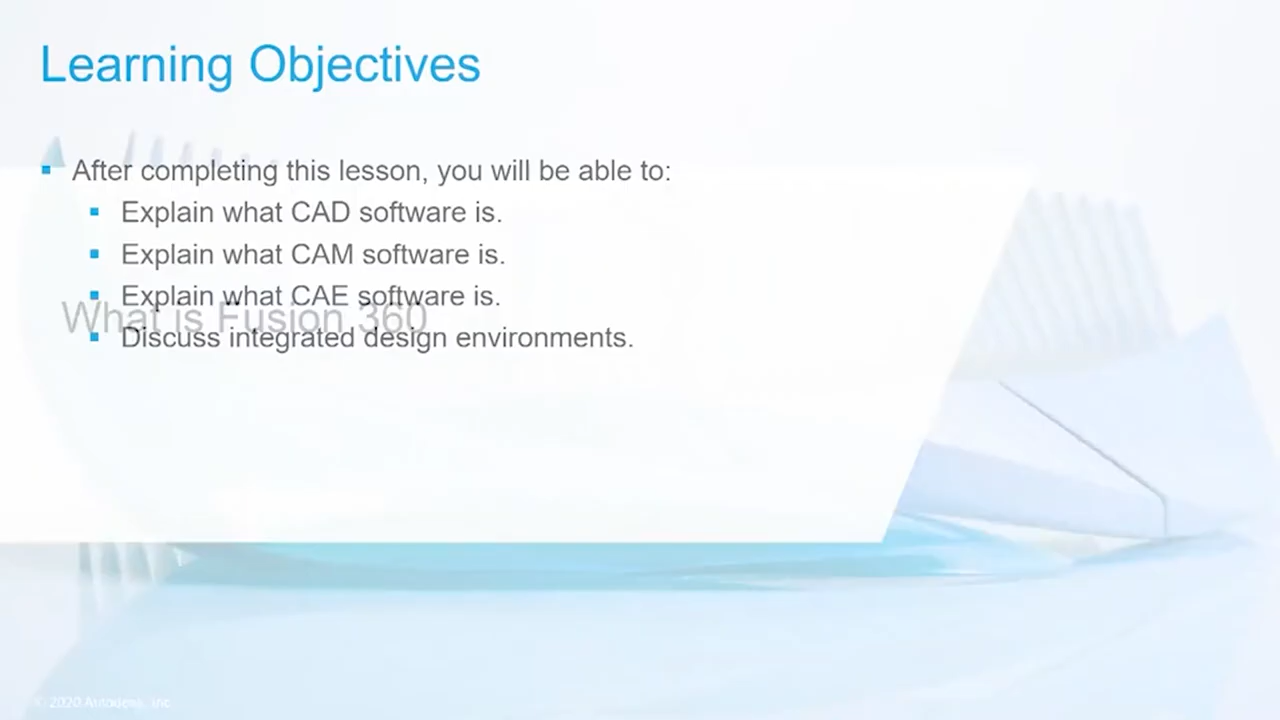 Learning Objectives
After completing this lesson, you will be able to:
Explain what CAD software is.
Explain what CAM software is.
Explain what CAE software is.
What is Fusion 360
Discuss integrated design environments.
© 2020 Autodesk, Inc